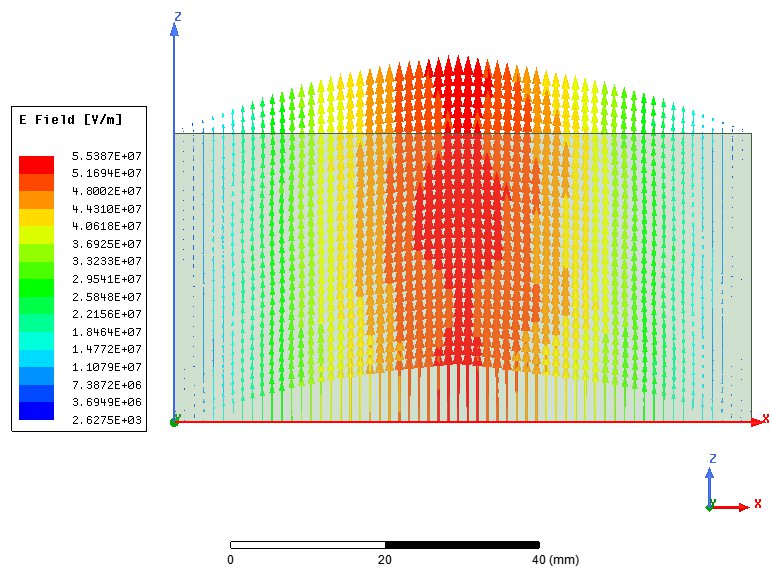 Z
E Field [V/m]
5.5387E+07
5.1694E+07
4.8002E+07
4.4310E+07
4.0618E+07
3.6925E+07
3.3233E+07
2.9541E+07
2.5848E+07
2.2156E+07
1.8464E+07
1.4772E+07
1.1079E+07
7.3872E+06
3.6949E+06
2.6275E+03
Y
X
Z
Y
X
0 20 40 (mm)